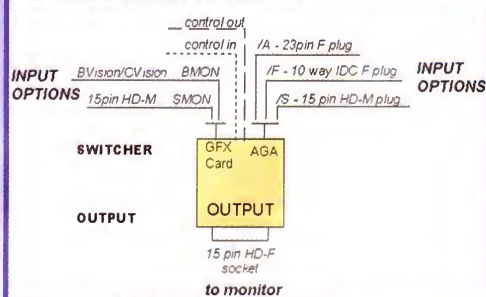 control out
control in
/A - 23pin F plug
INPUT OPTIONS
BVision/CVision BMON
15pin HD-M SMON
/F - 10 way IDC F plug
/S - 15 pin HD-M plug
INPUT OPTIONS
SWITCHER
GFX Card
AGA
OUTPUT
OUTPUT
15 pin HD-F
socket
to monitor